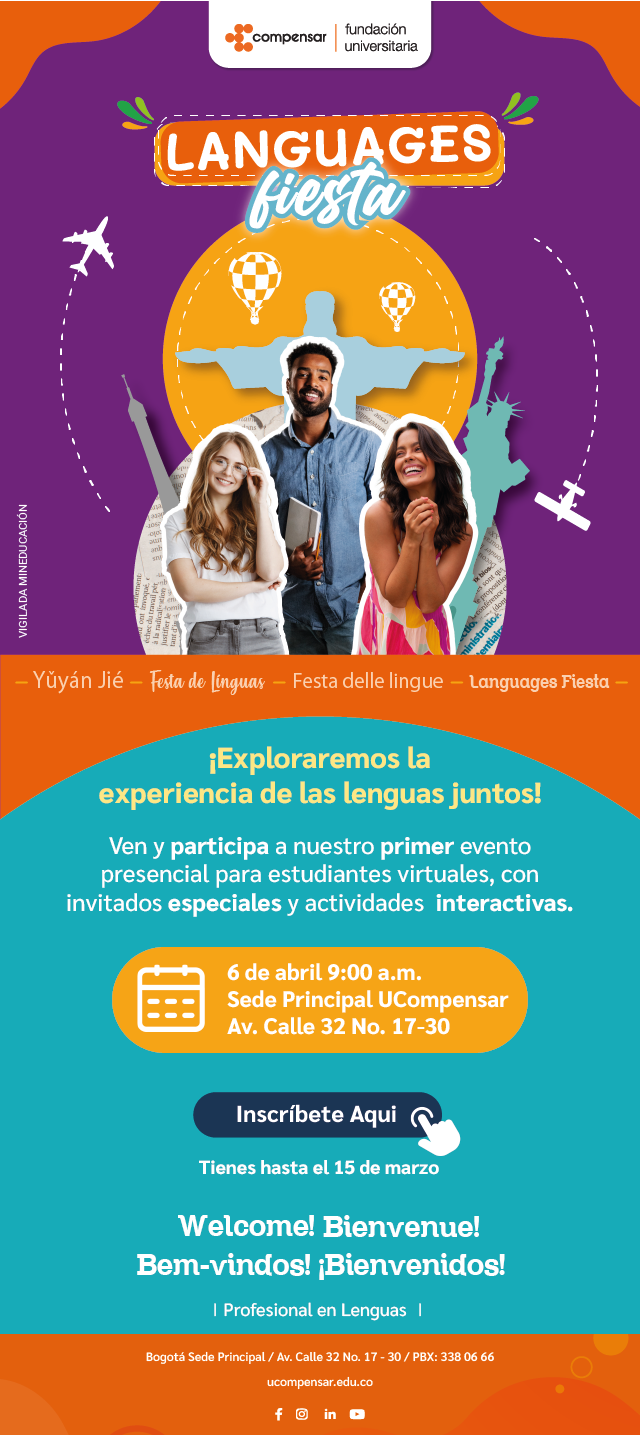 compensar
fundación
universitaria
LANGUAGES
fiesta
VIGILADA MINEDUCACIÓN
– Yǔyán Jié – Festa de Línguas – Festa delle lingue – Languages Fiesta –
¡Exploraremos la
experiencia de las lenguas juntos!
Ven y participa a nuestro primer evento
presencial para estudiantes virtuales, con
invitados especiales y actividades interactivas.
6 de abril 9:00 a.m.
Sede Principal UCompensar
Av. Calle 32 No. 17-30
Inscríbete Aqui
Tienes hasta el 15 de marzo
Welcome! Bienvenue!
Bem-vindos! ¡Bienvenidos!
| Profesional en Lenguas |
Bogotá Sede Principal / Av. Calle 32 No. 17 - 30 / PBX: 338 06 66
ucompensar.edu.co